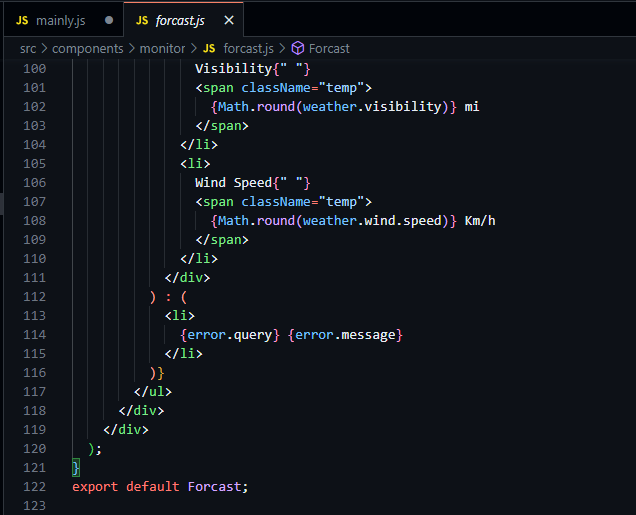 JS mainly.js ● JS forcast.js ×
src > components > monitor > JS forcast.js > Forcast
100 Visibility{" "}
101 <span className="temp">
102 {Math.round(weather.visibility)} mi
103 </span>
104 </li>
105 <li>
106 Wind Speed{" "}
107 <span className="temp">
108 {Math.round(weather.wind.speed)} Km/h
109 </span>
110 </li>
111 </div>
112 ) : (
113 <li>
114 {error.query} {error.message}
115 </li>
116 )}
117 </ul>
118 </div>
119 </div>
120 );
121 }
122 export default Forcast;
123